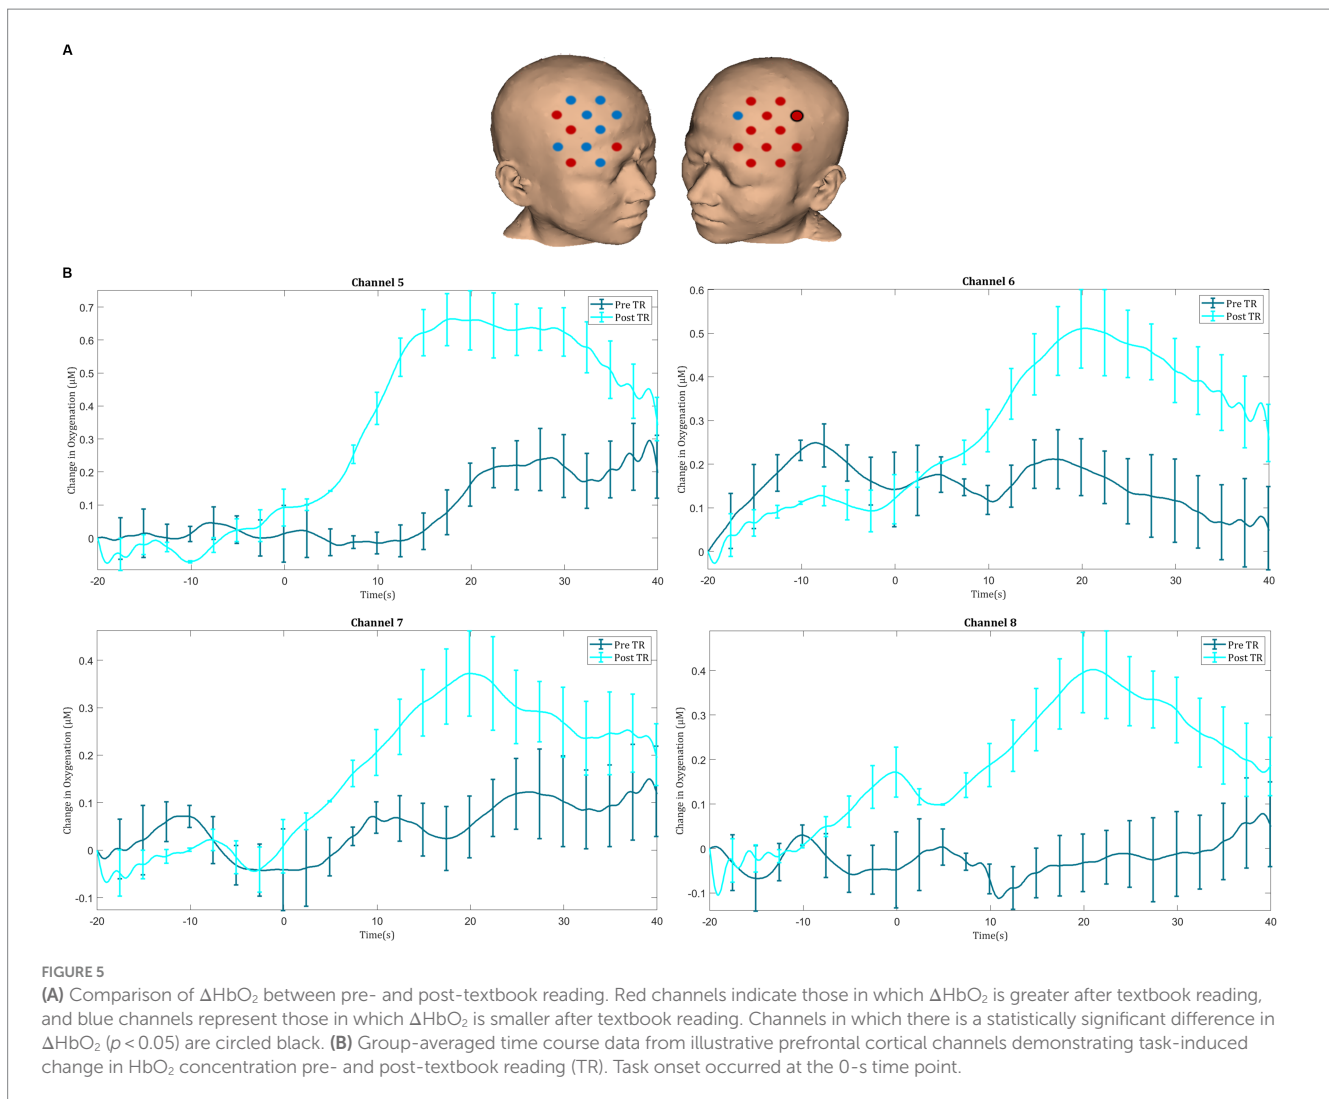 A
B
Channel 5
Change in Oxygenation (μM)
0.7
0.6
0.5
0.4
0.3
0.2
0.1
0
-20
-10
0
10
20
30
40
Time(s)
Pre TR
Post TR
Channel 6
0.6
0.5
0.4
0.3
0.2
0.1
0
-20
-10
0
10
20
30
40
Time(s)
Pre TR
Post TR
Channel 7
Change in Oxygenation (μM)
0.4
0.3
0.2
0.1
0
-0.1
-20
-10
0
10
20
30
40
Time(s)
Pre TR
Post TR
Channel 8
Change in Oxygenation (μM)
0.4
0.3
0.2
0.1
0
-0.1
-20
-10
0
10
20
30
40
Time(s)
Pre TR
Post TR
FIGURE 5
(A) Comparison of ΔHbO₂ between pre- and post-textbook reading. Red channels indicate those in which ΔHbO₂ is greater after textbook reading,
and blue channels represent those in which ΔHbO₂ is smaller after textbook reading. Channels in which there is a statistically significant difference in
ΔHbO₂ (p < 0.05) are circled black. (B) Group-averaged time course data from illustrative prefrontal cortical channels demonstrating task-induced
change in HbO₂ concentration pre- and post-textbook reading (TR). Task onset occurred at the 0-s time point.